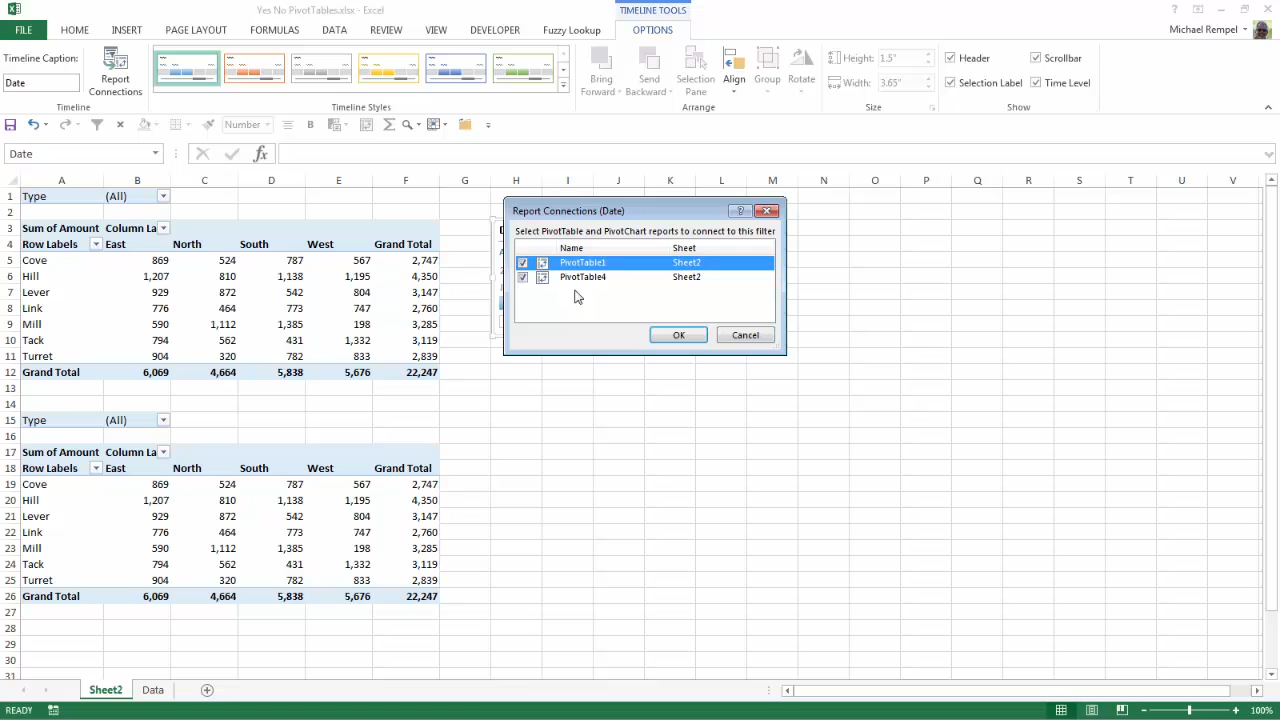 Yes No PivotTables.xlsx - Excel
TIMELINE TOOLS
FILE HOME INSERT PAGE LAYOUT FORMULAS DATA REVIEW VIEW DEVELOPER Fuzzy Lookup OPTIONS Michael Rempel
Timeline Caption:
Date
Report Connections
Timeline
Timeline Styles
Bring Forward
Send Backward
Selection Pane
Align
Group
Rotate
Arrange
Height: 1.5"
Width: 3.65"
Size
Header
Scrollbar
Selection Label
Time Level
Show
Number
Date
A B C D E F G H I J K L M N O P Q R S T U V
1 Type (All)
2
3 Sum of Amount Column La
4 Row Labels East North South West Grand Total
5 Cove 869 524 787 567 2,747
6 Hill 1,207 810 1,138 1,195 4,350
7 Lever 929 872 542 804 3,147
8 Link 776 464 773 747 2,760
9 Mill 590 1,112 1,385 198 3,285
10 Tack 794 562 431 1,332 3,119
11 Turret 904 320 782 833 2,839
12 Grand Total 6,069 4,664 5,838 5,676 22,247
13
14
15 Type (All)
16
17 Sum of Amount Column La
18 Row Labels East North South West Grand Total
19 Cove 869 524 787 567 2,747
20 Hill 1,207 810 1,138 1,195 4,350
21 Lever 929 872 542 804 3,147
22 Link 776 464 773 747 2,760
23 Mill 590 1,112 1,385 198 3,285
24 Tack 794 562 431 1,332 3,119
25 Turret 904 320 782 833 2,839
26 Grand Total 6,069 4,664 5,838 5,676 22,247
27
28
29
30
31
Report Connections (Date)
Select PivotTable and PivotChart reports to connect to this filter
Name Sheet
PivotTable1 Sheet2
PivotTable4 Sheet2
OK Cancel
Sheet2 Data
READY
100%